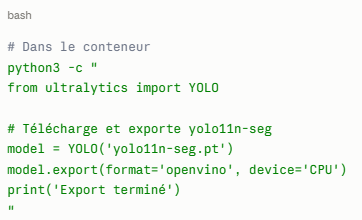 bash
# Dans le conteneur
python3 -c "
from ultralytics import YOLO
# Télécharge et exporte yolo11n-seg
model = YOLO('yolo11n-seg.pt')
model.export(format='openvino', device='CPU')
print('Export terminé')
"